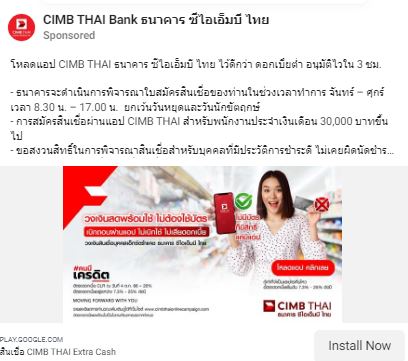 CIMB THAI Bank ธนาคาร ซีไอเอ็มบี ไทย
Sponsored
โหลดแอป CIMB THAI ธนาคาร ซีไอเอ็มบี ไทย ไว้ดีกว่า ดอกเบี้ยต่ำ อนุมัติไวใน 3 ชม.
- ธนาคารจะดำเนินการพิจารณาใบสมัครสินเชื่อของท่านในช่วงเวลาทำการ จันทร์ – ศุกร์
เวลา 8.30 น. – 17.00 น. ยกเว้นวันหยุดและวันนักขัตฤกษ์
- การสมัครสินเชื่อผ่านแอป CIMB THAI สำหรับพนักงานประจำเงินเดือน 30,000 บาทขึ้น
ไป
- ขอสงวนสิทธิ์ในการพิจารณาสินเชื่อสำหรับบุคคลที่มีประวัติการชำระดี ไม่เคยผิดนัดชำร...
วงเงินสดพร้อมใช้ ไม่ต้องใช้บัตร
เบิกถอนผ่านแอป ไม่เบิกใช้ ไม่เสียดอกเบี้ย
ไม่มีบัตร
#คนมี
เครดิต
โหลดแอป คลิกเลย
MOVING FORWARD WITH YOU
CIMB THAI
ธนาคาร ซีไอเอ็มบี ไทย
PLAY.GOOGLE.COM
สินเชื่อ CIMB THAI Extra Cash
Install Now